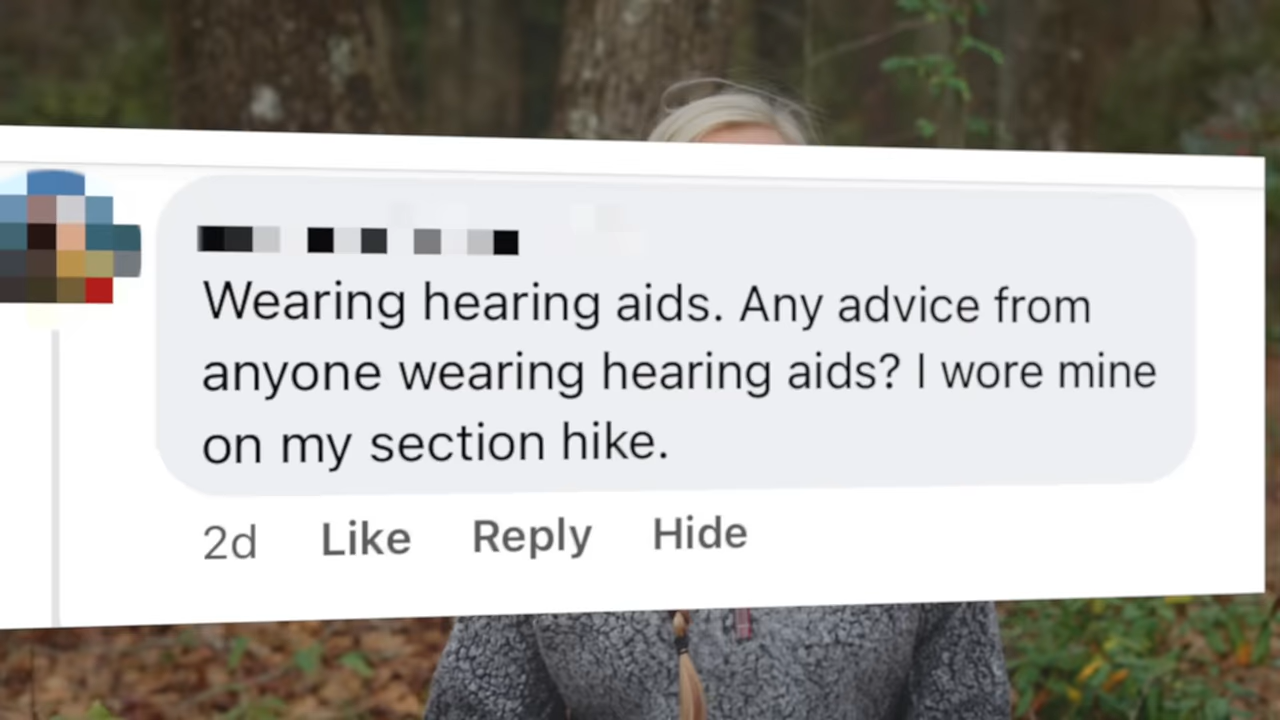 Wearing hearing aids. Any advice from
anyone wearing hearing aids? I wore mine
on my section hike.
2d Like Reply Hide